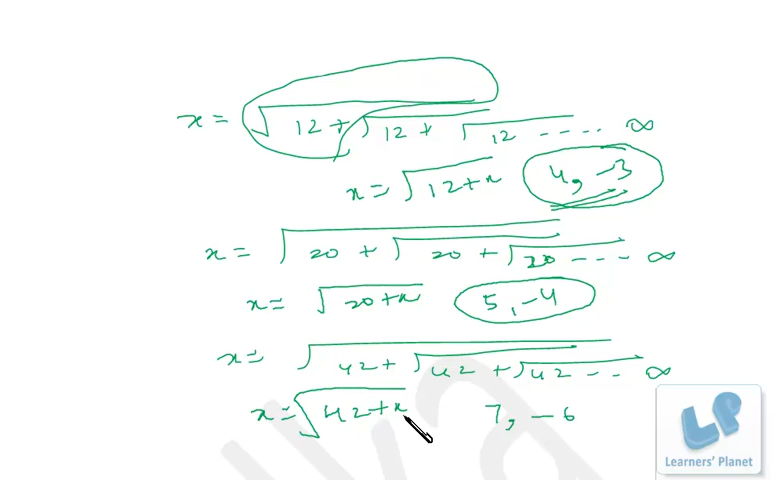 x = √12 + √12 + √12 ---- ∞
x = √12+x 4, -3
x = √20 + √20 + √20 --- ∞
x = √20+x 5, -4
x = √42 + √42 + √42 -- ∞
x = √42+x 7, -6
LP
Learners' Planet